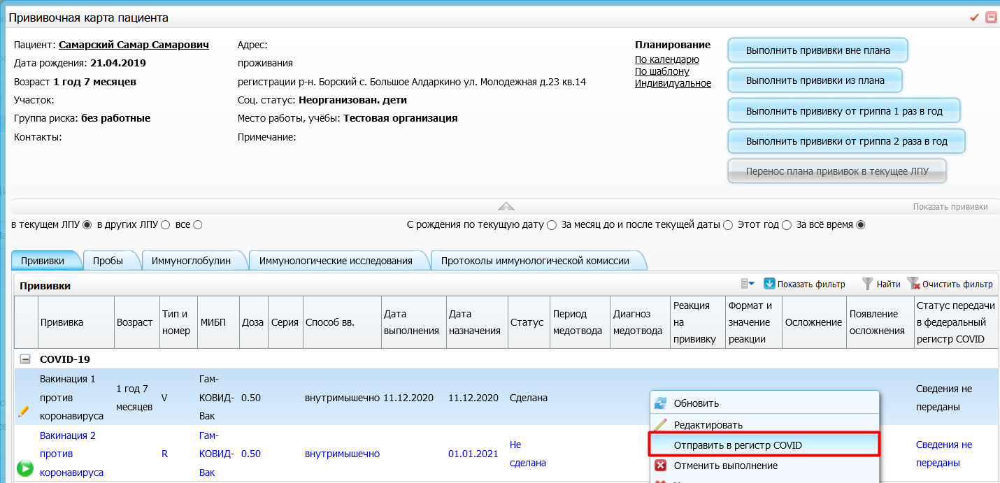 Прививочная карта пациента
Пациент: Самарский Самар Самарович
Дата рождения: 21.04.2019
Возраст 1 год 7 месяцев
Участок:
Группа риска: без работные
Контакты:
Адрес:
проживания
регистрации р-н. Борский с. Большое Алдаркино ул. Молодежная д.23 кв.14
Соц. статус: Неорганизован. дети
Место работы, учёбы: Тестовая организация
Примечание:
Планирование
По календарю
По шаблону
Индивидуальное
Выполнить прививки вне плана
Выполнить прививки из плана
Выполнить прививку от гриппа 1 раз в год
Выполнить прививки от гриппа 2 раза в год
Перенос плана прививок в текущее ЛПУ
Показать прививки
в текущем ЛПУ в других ЛПУ все
С рождения по текущую дату За месяц до и после текущей даты Этот год За всё время
Прививки Пробы Иммуноглобулин Иммунологические исследования Протоколы иммунологической комиссии
Прививки
Показать фильтр Найти Очистить фильтр
Прививка
Возраст
Тип и
номер
МИБП
Доза
Серия
Способ вв.
Дата
выполнения
Дата
назначения
Статус
Период
медотвода
Диагноз
медотвода
Реакция
на
прививку
Формат и
значение
реакции
Осложнение
Появление
осложнения
Статус передачи
в федеральный
регистр COVID
COVID-19
Вакинация 1
против
коронавируса
1 год 7
месяцев
V
Гам-
КОВИД-
Вак
0.50
внутримышечно
11.12.2020
11.12.2020
Сделана
Сведения не
переданы
Вакинация 2
против
коронавируса
R
Гам-
КОВИД-
Вак
0.50
внутримышечно
01.01.2021
Не
сделана
Сведения не
переданы
Обновить
Редактировать
Отправить в регистр COVID
Отменить выполнение